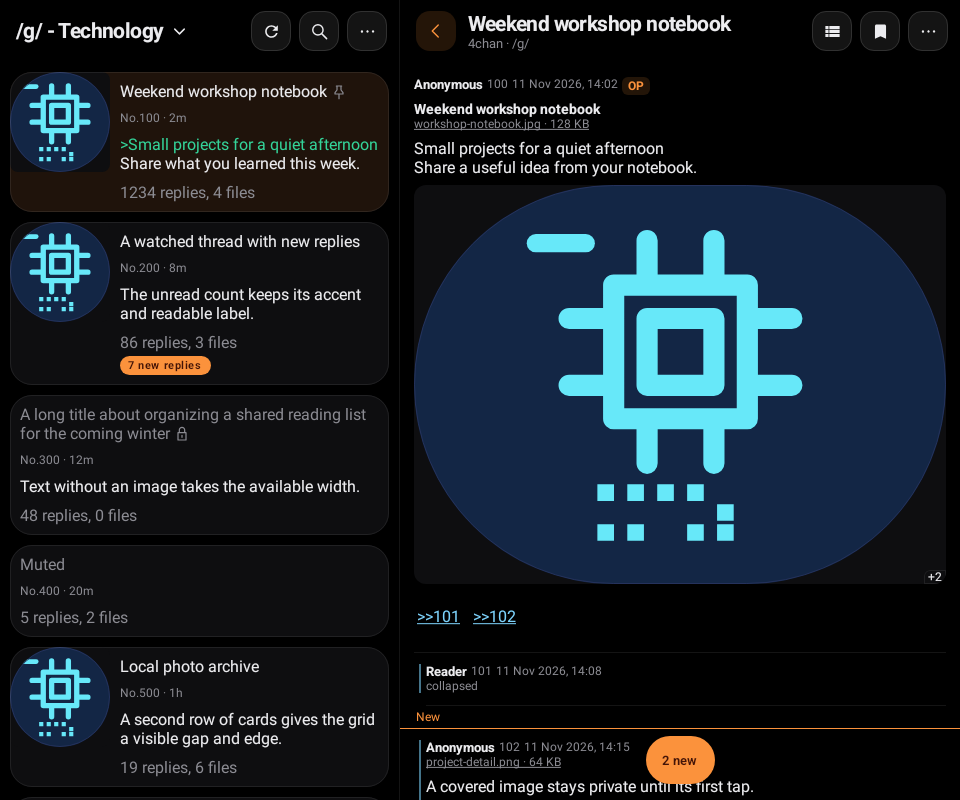 /g/ - Technology
Weekend workshop notebook
No.100 · 2m
>Small projects for a quiet afternoon
Share what you learned this week.
1234 replies, 4 files
A watched thread with new replies
No.200 · 8m
The unread count keeps its accent
and readable label.
86 replies, 3 files
7 new replies
A long title about organizing a shared reading list
for the coming winter
No.300 · 12m
Text without an image takes the available width.
48 replies, 0 files
Muted
No.400 · 20m
5 replies, 2 files
Local photo archive
No.500 · 1h
A second row of cards gives the grid
a visible gap and edge.
19 replies, 6 files
Weekend workshop notebook
4chan · /g/
Anonymous 100 11 Nov 2026, 14:02 OP
Weekend workshop notebook
workshop-notebook.jpg · 128 KB
Small projects for a quiet afternoon
Share a useful idea from your notebook.
+2
>>101 >>102
Reader 101 11 Nov 2026, 14:08
collapsed
New
Anonymous 102 11 Nov 2026, 14:15
project-detail.png · 64 KB
2 new
A covered image stays private until its first tap.